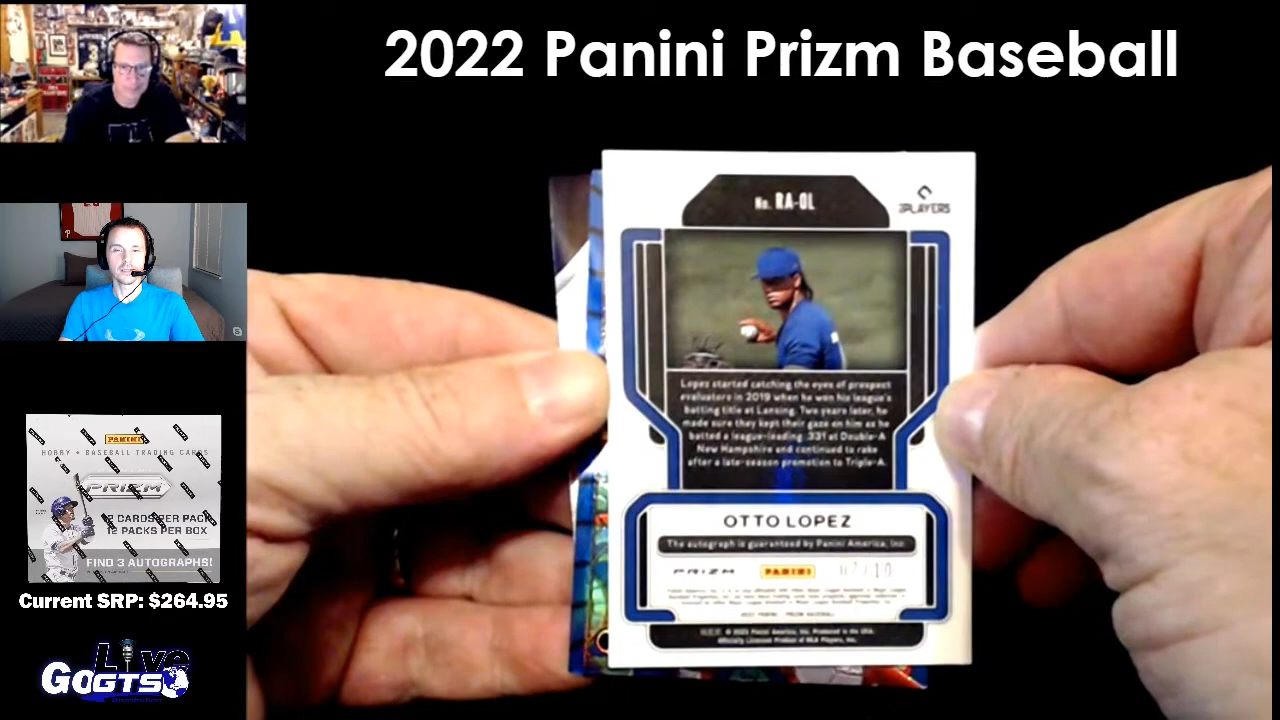 2022 Panini Prizm Baseball
No. RA-OL
PLAYERS
Lopez started catching the eyes of prospect
evaluators in 2019 when he won his league's
batting title at Lansing. Two years later, he
made sure they kept their gaze on him as he
batted a league-leading .331 at Double-A
New Hampshire and continued to rake
after a late-season promotion to Triple-A.
OTTO LOPEZ
The autograph is guaranteed by Panini America, Inc.
PRIZM
PANINI
/10
PANINI
HOBBY • BASEBALL TRADING CARDS
PRIZM
CARDS PER PACK
12 PACKS PER BOX
FIND 3 AUTOGRAPHS!
Current SRP: $264.95
Live
GoGTS